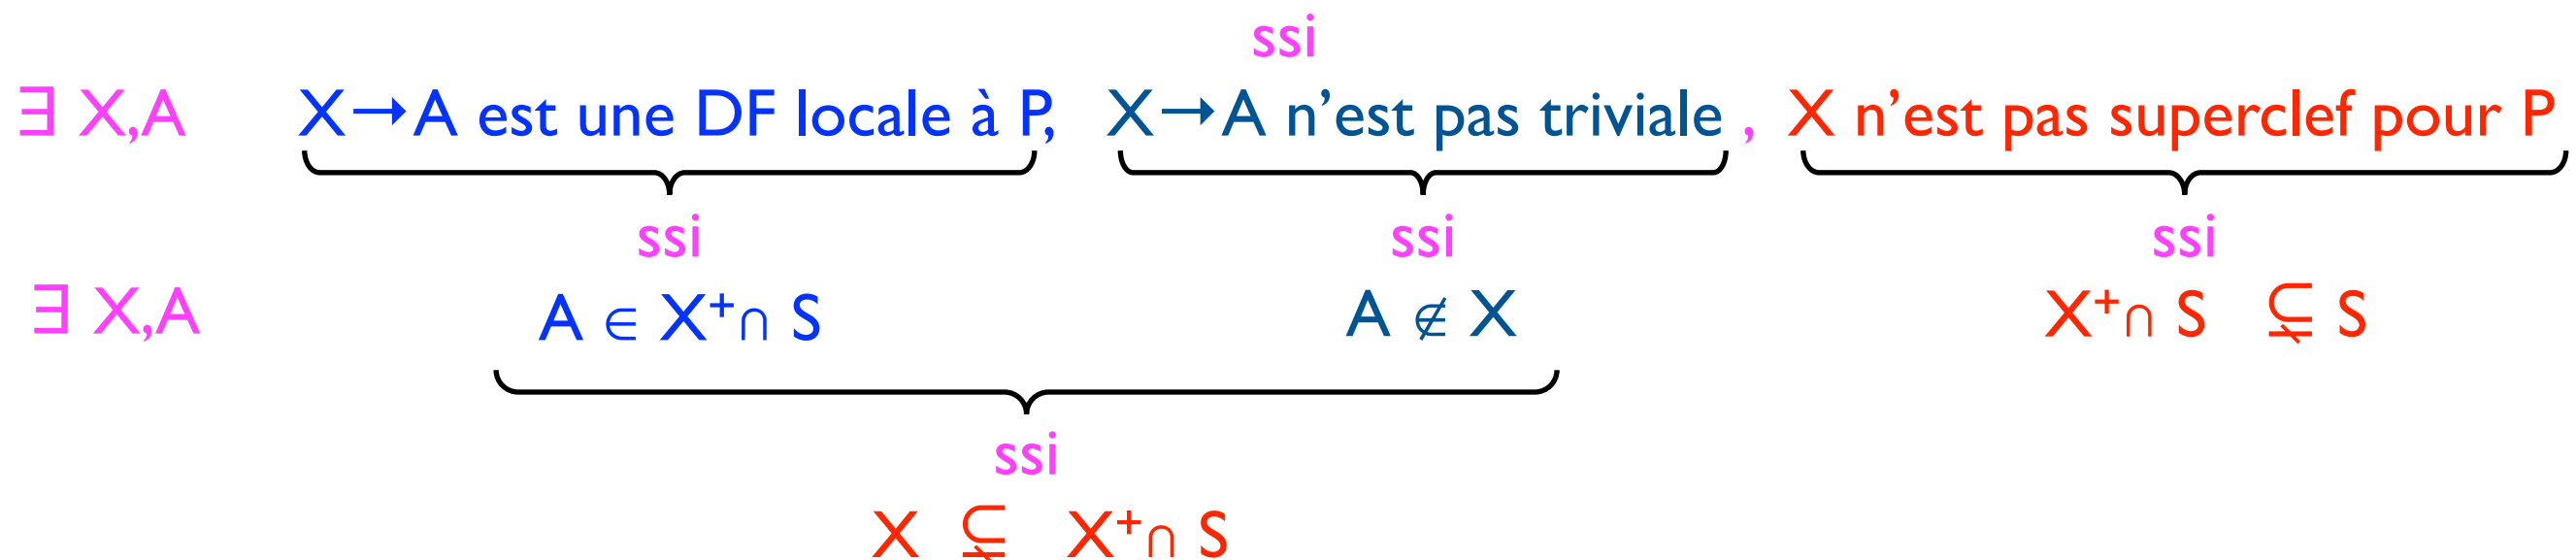 ssi
∃ X,A X→A est une DF locale à P, X→A n'est pas triviale , X n'est pas superclef pour P
ssi ssi ssi
∃ X,A A ∈ X⁺∩ S A ∉ X X⁺∩ S ⊊ S
ssi
X ⊊ X⁺∩ S